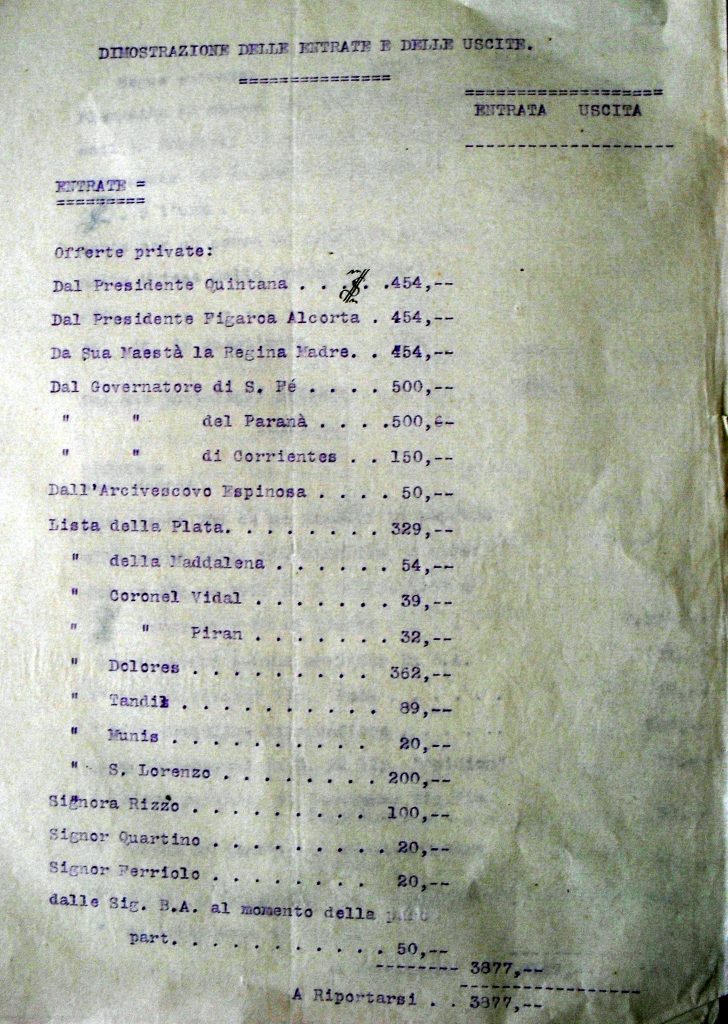 DIMOSTRAZIONE DELLE ENTRATE E DELLE USCITE.
===============
====================
ENTRATA USCITA
--------------------
ENTRATE =
=========
Offerte private:
Dal Presidente Quintana . . . . .454,--
Dal Presidente Figaroa Alcorta . 454,--
Da Sua Maestà la Regina Madre. . 454,--
Dal Governatore di S. Fé . . . . 500,--
" " del Paranà . . . .500,--
" " di Corrientes . . 150,--
Dall'Arcivescovo Espinosa . . . . 50,--
Lista della Plata. . . . . . . . 329,--
" della Maddalena . . . . . . 54,--
" Coronel Vidal . . . . . . . 39,--
" " Piran . . . . . . . 32,--
" Dolores . . . . . . . . . . 362,--
" Tandil . . . . . . . . . . 89,--
" Munis . . . . . . . . . . 20,--
" S. Lorenzo . . . . . . . . 200,--
Signora Rizzo . . . . . . . . . 100,--
Signor Quartino . . . . . . . . . 20,--
Signor Ferriolo . . . . . . . . 20,--
dalle Sig. B.A. al momento della
part. . . . . . . . . . . . 50,--
-------- 3877,--
------------------
A Riportarsi . . 3877,--